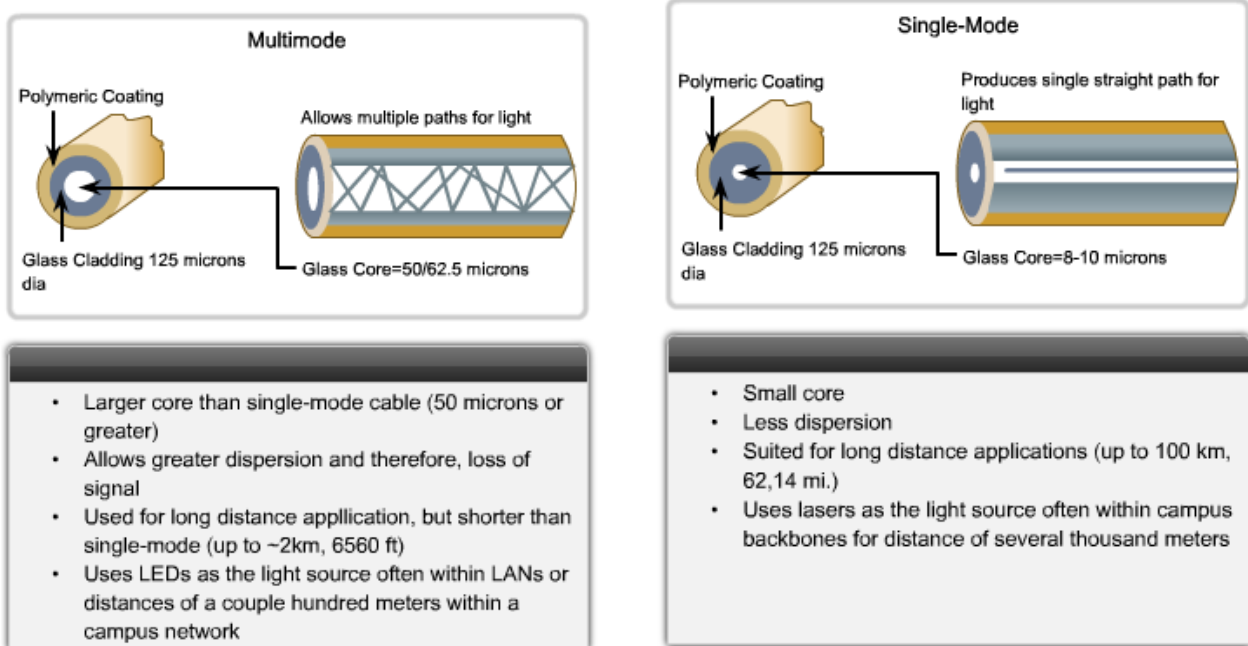 Multimode
Polymeric Coating
Allows multiple paths for light
Glass Cladding 125 microns
dia
Glass Core=50/62.5 microns
• Larger core than single-mode cable (50 microns or
greater)
• Allows greater dispersion and therefore, loss of
signal
• Used for long distance appllication, but shorter than
single-mode (up to ~2km, 6560 ft)
• Uses LEDs as the light source often within LANs or
distances of a couple hundred meters within a
campus network
Single-Mode
Polymeric Coating
Produces single straight path for
light
Glass Cladding 125 microns
dia
Glass Core=8-10 microns
• Small core
• Less dispersion
• Suited for long distance applications (up to 100 km,
62,14 mi.)
• Uses lasers as the light source often within campus
backbones for distance of several thousand meters